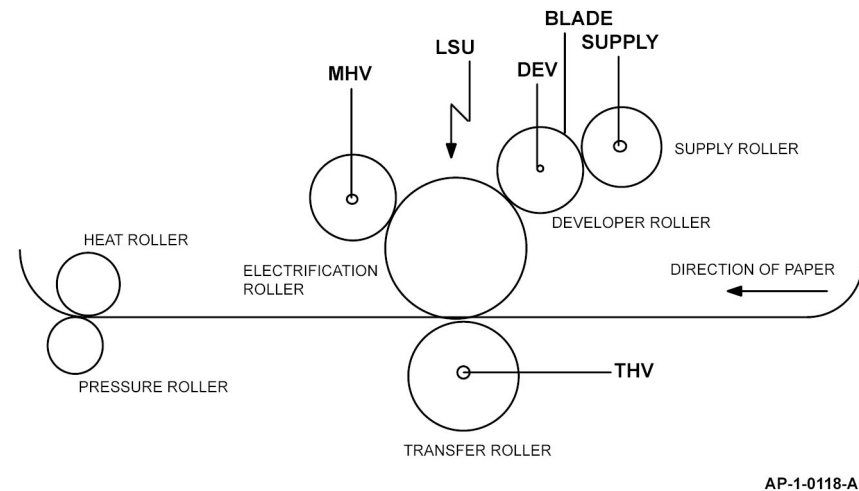 BLADE
LSU
SUPPLY
MHV
DEV
SUPPLY ROLLER
DEVELOPER ROLLER
HEAT ROLLER
ELECTRIFICATION
ROLLER
DIRECTION OF PAPER
THV
PRESSURE ROLLER
TRANSFER ROLLER
AP-1-0118-A